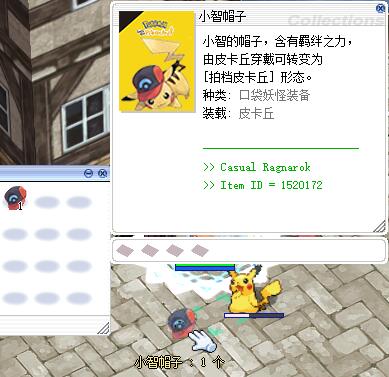 小智帽子
Collections
小智的帽子，含有羁绊之力，
由皮卡丘穿戴可转变为
[拍档皮卡丘] 形态。
种类: 口袋妖怪装备
装载: 皮卡丘
>> Casual Ragnarok
>> Item ID = 1520172
1
小智帽子 : 1 个